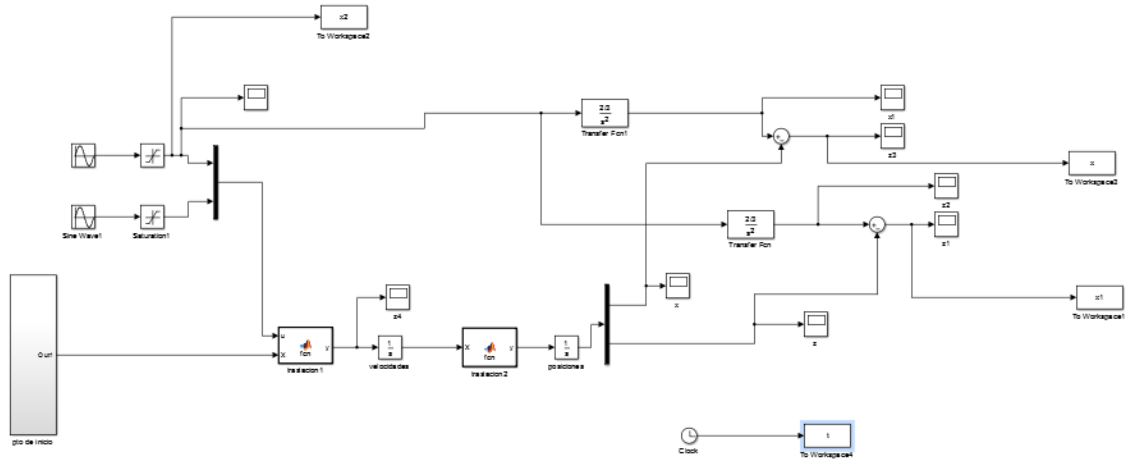 x2
To Workspace2
2/3
s²
Transfer Fcn1
z3
x
To Workspace3
Sine Wave1
Saturation1
z2
2/3
s²
Transfer Fcn
z1
x
x1
To Workspace1
z4
Out1
u
X
fcn
y
traslacion1
1
s
velocidades
X
fcn
y
traslacion2
1
s
posiciones
z
pto de inicio
Clock
t
To Workspace4